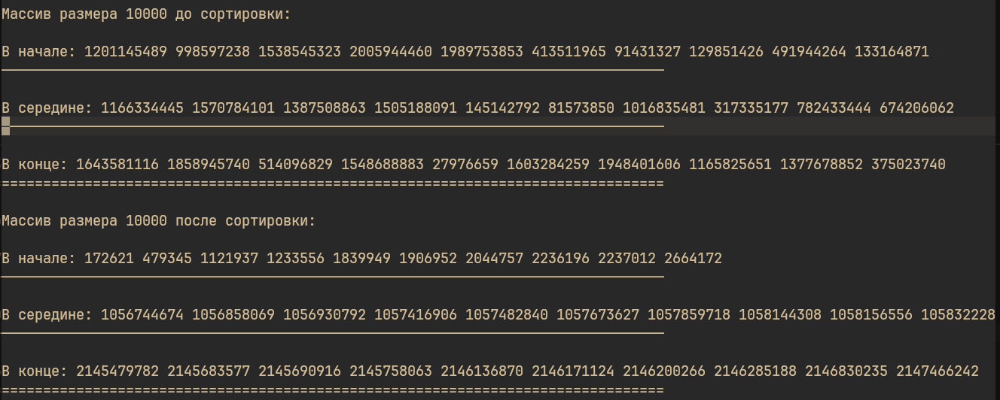 Массив размера 10000 до сортировки:
В начале: 1201145489 998597238 1538545323 2005944460 1989753853 413511965 91431327 129851426 491944264 133164871
В середине: 1166334445 1570784101 1387508863 1505188091 145142792 81573850 1016835481 317335177 782433444 674206062
В конце: 1643581116 1858945740 514096829 1548688883 27976659 1603284259 1948401606 1165825651 1377678852 375023740
================================================================================
Массив размера 10000 после сортировки:
В начале: 172621 479345 1121937 1233556 1839949 1906952 2044757 2236196 2237012 2664172
В середине: 1056744674 1056858069 1056930792 1057416906 1057482840 1057673627 1057859718 1058144308 1058156556 105832228
В конце: 2145479782 2145683577 2145690916 2145758063 2146136870 2146171124 2146200266 2146285188 2146830235 2147466242
================================================================================